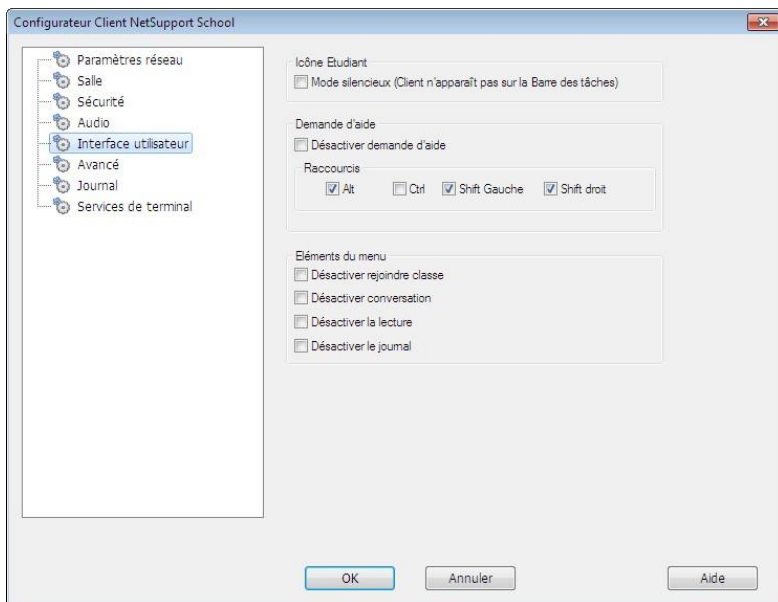 Configurateur Client NetSupport School
Paramètres réseau
Salle
Sécurité
Audio
Interface utilisateur
Avancé
Journal
Services de terminal
Icône Etudiant
Mode silencieux (Client n'apparaît pas sur la Barre des tâches)
Demande d'aide
Désactiver demande d'aide
Raccourcis
Alt Ctrl Shift Gauche Shift droit
Eléments du menu
Désactiver rejoindre classe
Désactiver conversation
Désactiver la lecture
Désactiver le journal
OK Annuler Aide